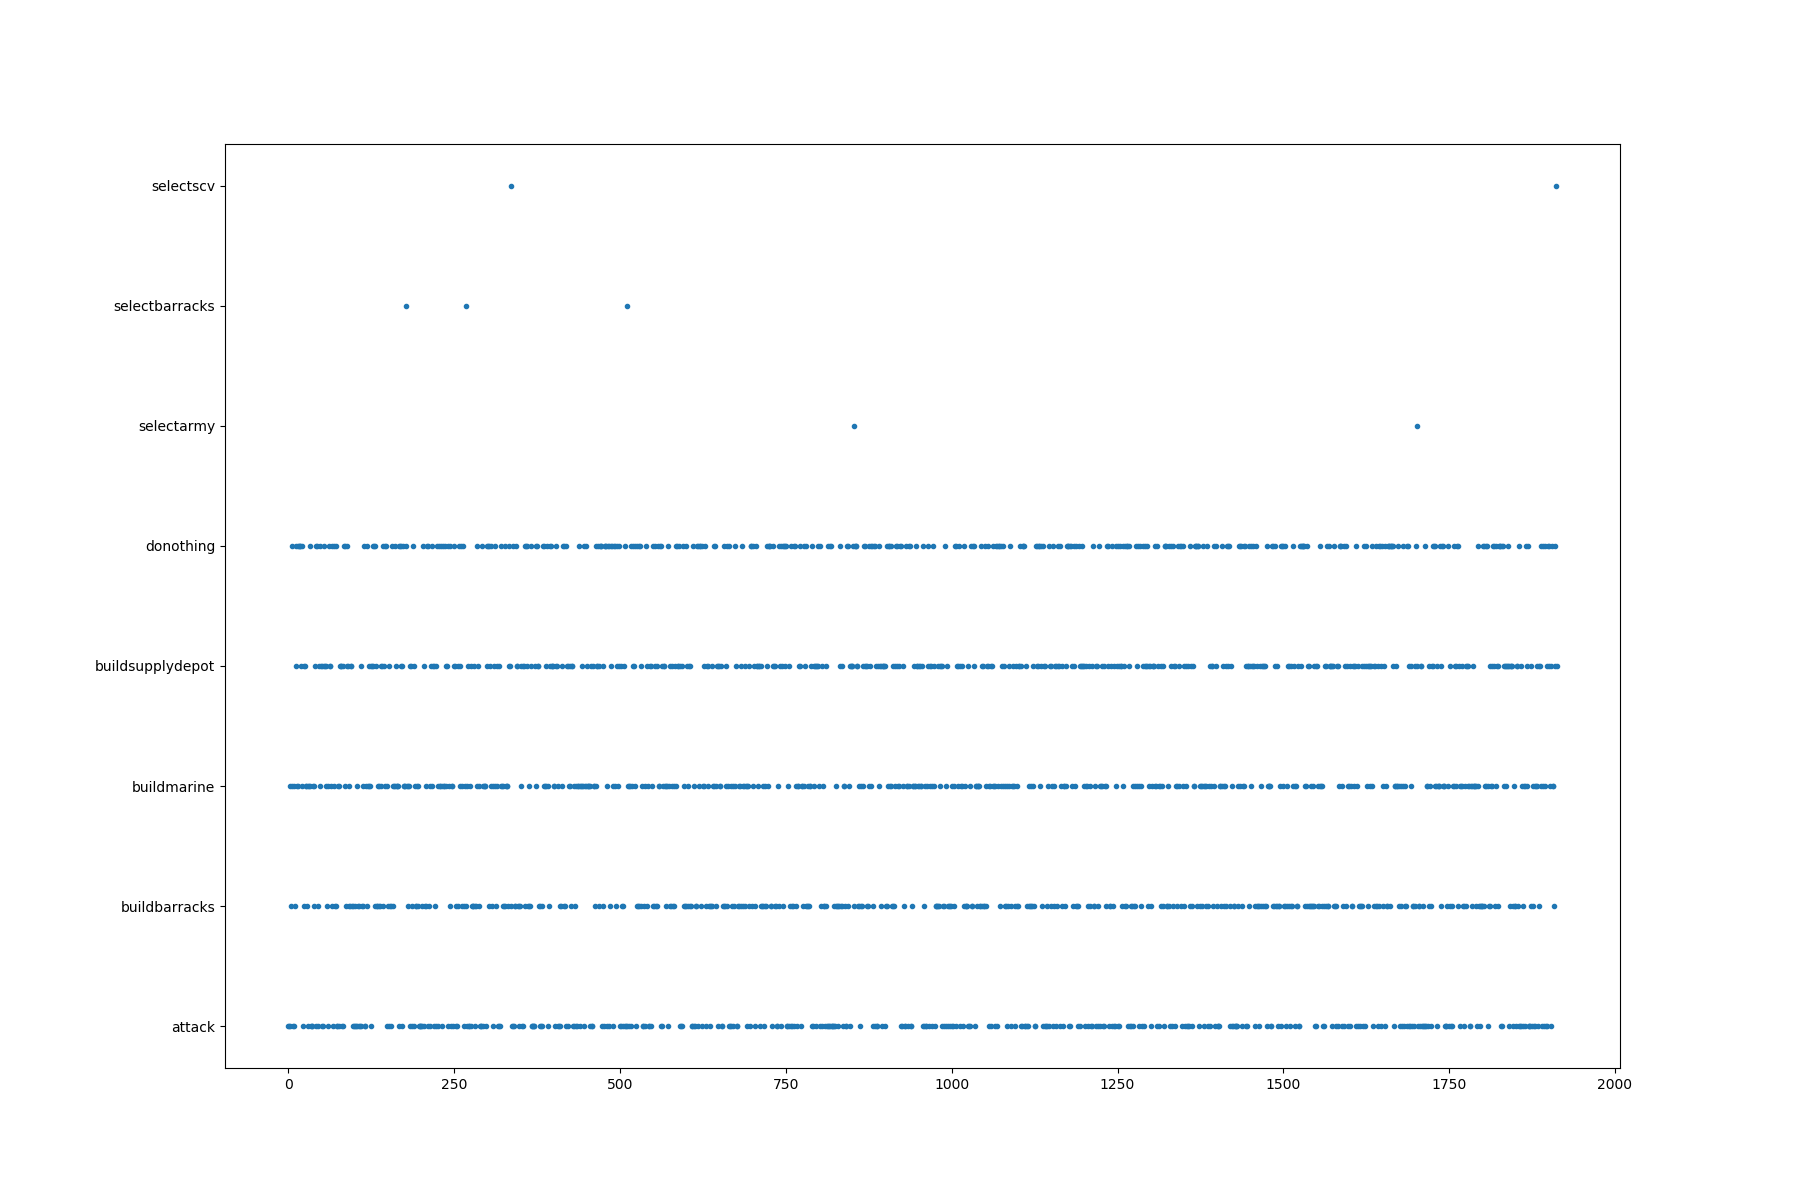 selectscv
selectbarracks
selectarmy
donothing
buildsupplydepot
buildmarine
buildbarracks
attack
0 250 500 750 1000 1250 1500 1750 2000